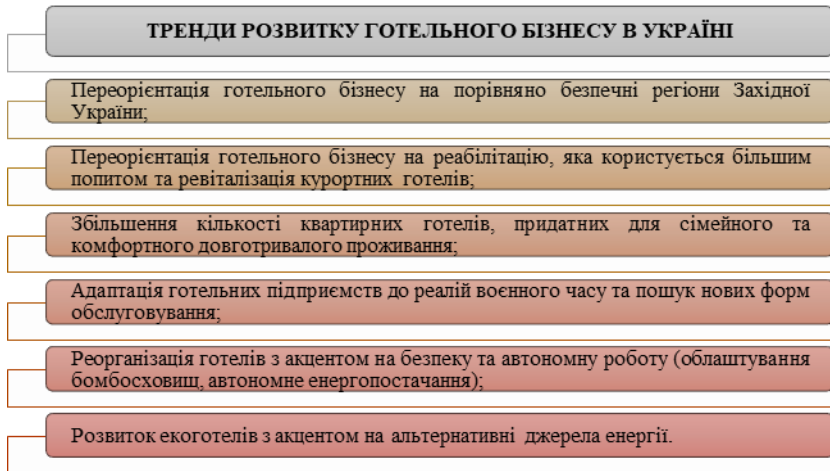 ТРЕНДИ РОЗВИТКУ ГОТЕЛЬНОГО БІЗНЕСУ В УКРАЇНІ
Переорієнтація готельного бізнесу на порівняно безпечні регіони Західної
України;
Переорієнтація готельного бізнесу на реабілітацію, яка користується більшим
попитом та ревіталізація курортних готелів;
Збільшення кількості квартирних готелів, придатних для сімейного та
комфортного довготривалого проживання;
Адаптація готельних підприємств до реалій воєнного часу та пошук нових форм
обслуговування;
Реорганізація готелів з акцентом на безпеку та автономну роботу (облаштування
бомбосховищ, автономне енергопостачання);
Розвиток екоготелів з акцентом на альтернативні джерела енергії.